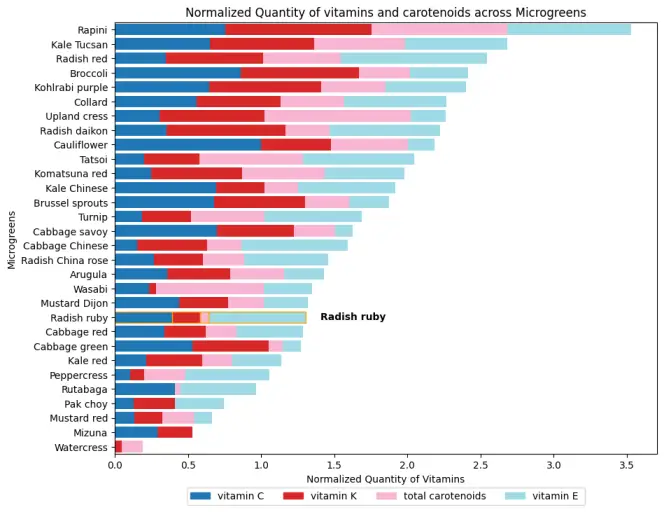 Normalized Quantity of vitamins and carotenoids across Microgreens
Microgreens
Rapini
Kale Tucsan
Radish red
Broccoli
Kohlrabi purple
Collard
Upland cress
Radish daikon
Cauliflower
Tatsoi
Komatsuna red
Kale Chinese
Brussel sprouts
Turnip
Cabbage savoy
Cabbage Chinese
Radish China rose
Arugula
Wasabi
Mustard Dijon
Radish ruby Radish ruby
Cabbage red
Cabbage green
Kale red
Peppercress
Rutabaga
Pak choy
Mustard red
Mizuna
Watercress
0.0 0.5 1.0 1.5 2.0 2.5 3.0 3.5
Normalized Quantity of Vitamins
vitamin C vitamin K total carotenoids vitamin E